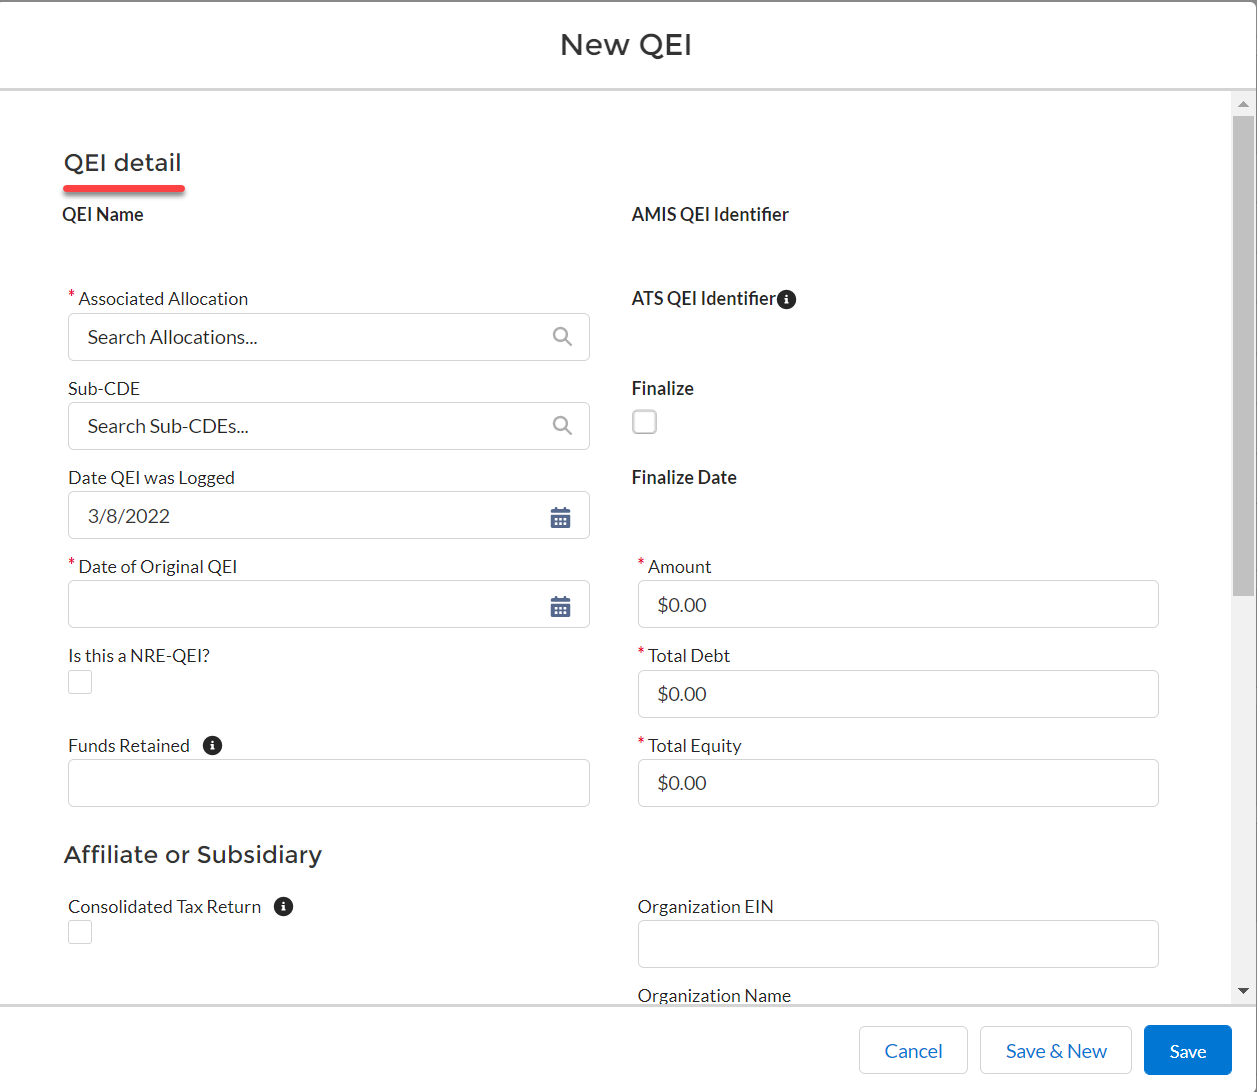 New QEI
QEI detail
QEI Name
AMIS QEI Identifier
* Associated Allocation
ATS QEI Identifier
Search Allocations...
Sub-CDE
Finalize
Search Sub-CDEs...
Date QEI was Logged
Finalize Date
3/8/2022
* Date of Original QEI
* Amount
$0.00
Is this a NRE-QEI?
* Total Debt
$0.00
Funds Retained
* Total Equity
$0.00
Affiliate or Subsidiary
Consolidated Tax Return
Organization EIN
Organization Name
Cancel
Save & New
Save